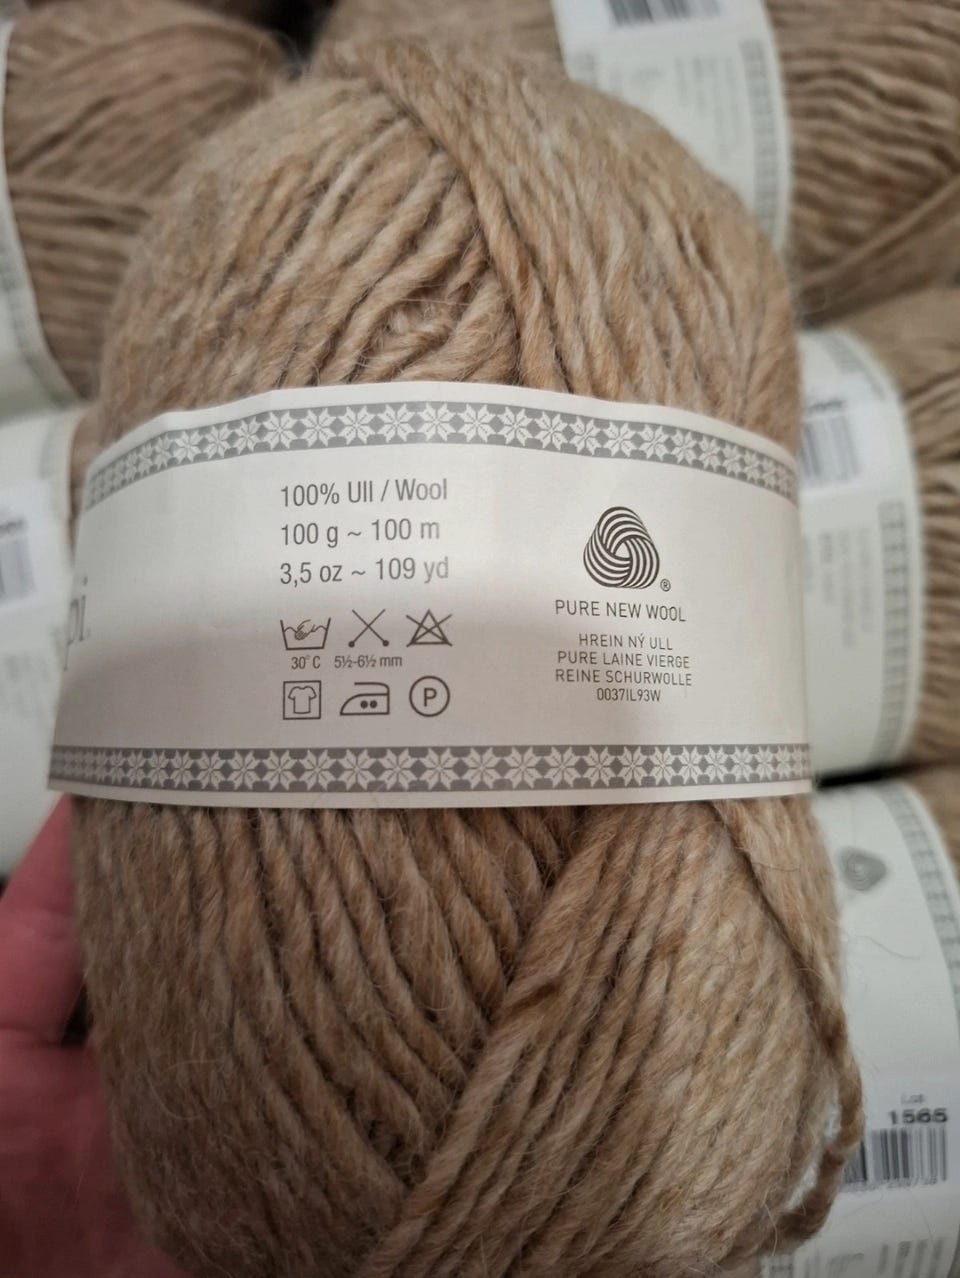 100% Ull / Wool
100 g ~ 100 m
3,5 oz ~ 109 yd
30°C 5½-6½ mm
P
®
PURE NEW WOOL
HREIN NÝ ULL
PURE LAINE VIERGE
REINE SCHURWOLLE
0037IL93W
pi.
Lot
1565